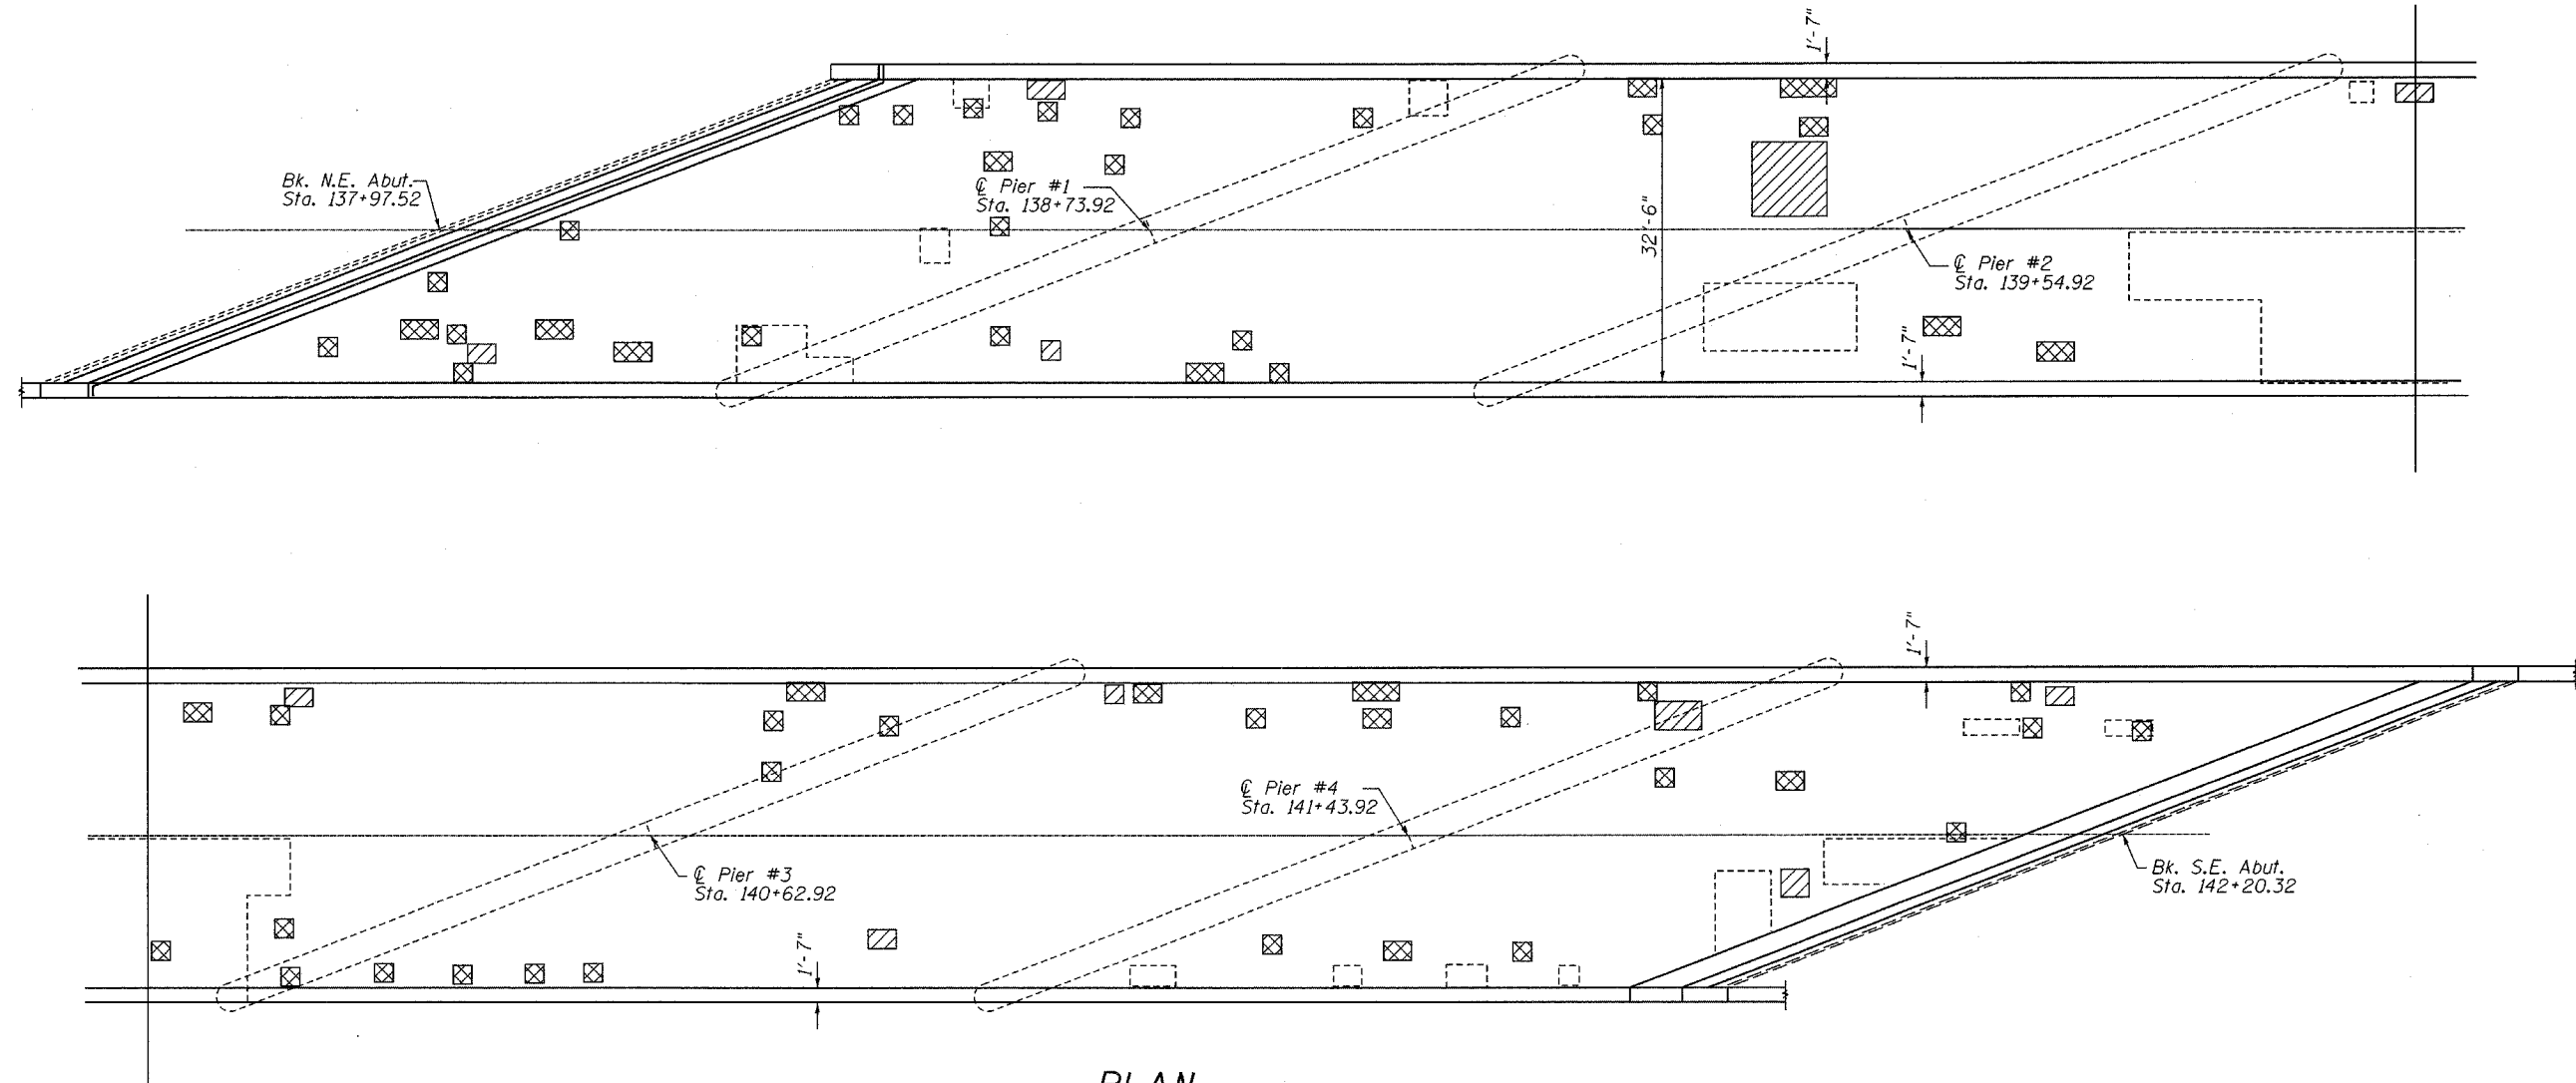 1'-7"
Bk. N.E. Abut.
Sta. 137+97.52
℄ Pier #1
Sta. 138+73.92
32'-6"
℄ Pier #2
Sta. 139+54.92
1'-7"
1'-7"
℄ Pier #4
Sta. 141+43.92
℄ Pier #3
Sta. 140+62.92
Bk. S.E. Abut.
Sta. 142+20.32
1'-7"
PLAN